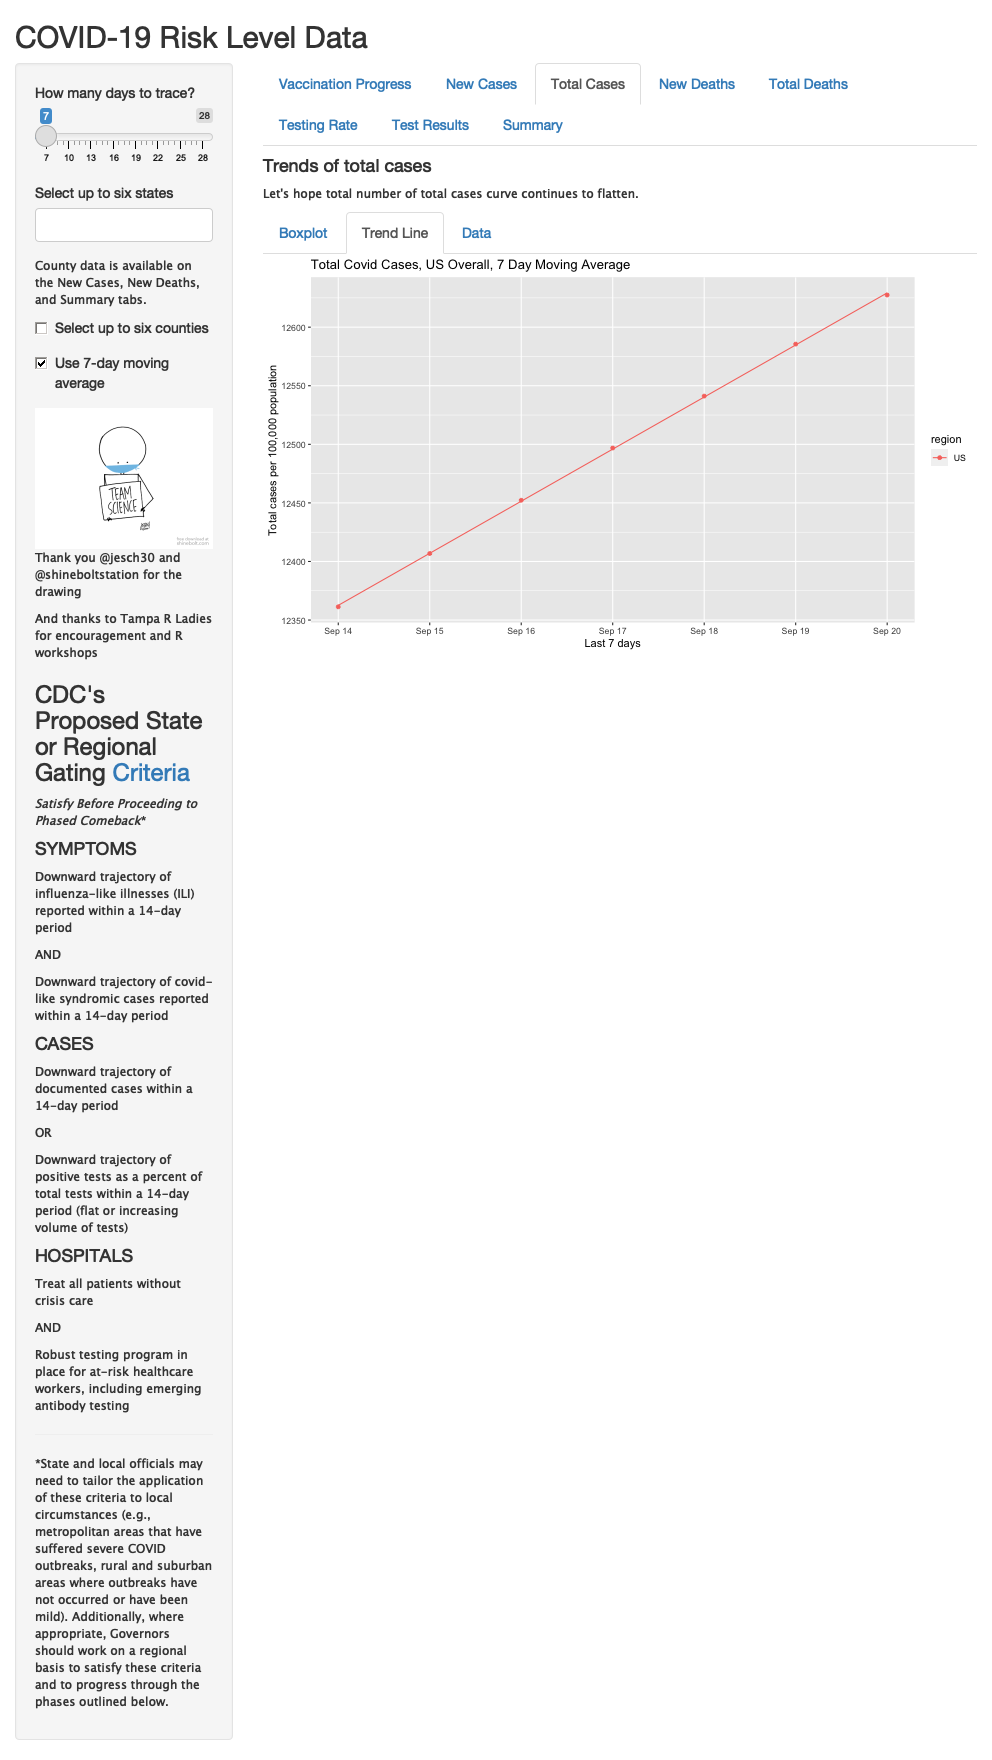 COVID-19 Risk Level Data
How many days to trace?
7
28
7 10 13 16 19 22 25 28
Select up to six states
County data is available on
the New Cases, New Deaths,
and Summary tabs.
Select up to six counties
Use 7-day moving
average
TEAM
SCIENCE
shinebolt.com
Thank you @jesch30 and
@shineboltstation for the
drawing
And thanks to Tampa R Ladies
for encouragement and R
workshops
CDC's
Proposed State
or Regional
Gating Criteria
Satisfy Before Proceeding to
Phased Comeback*
SYMPTOMS
Downward trajectory of
influenza-like illnesses (ILI)
reported within a 14-day
period
AND
Downward trajectory of covid-
like syndromic cases reported
within a 14-day period
CASES
Downward trajectory of
documented cases within a
14-day period
OR
Downward trajectory of
positive tests as a percent of
total tests within a 14-day
period (flat or increasing
volume of tests)
HOSPITALS
Treat all patients without
crisis care
AND
Robust testing program in
place for at-risk healthcare
workers, including emerging
antibody testing
*State and local officials may
need to tailor the application
of these criteria to local
circumstances (e.g.,
metropolitan areas that have
suffered severe COVID
outbreaks, rural and suburban
areas where outbreaks have
not occurred or have been
mild). Additionally, where
appropriate, Governors
should work on a regional
basis to satisfy these criteria
and to progress through the
phases outlined below.
Vaccination Progress New Cases Total Cases New Deaths Total Deaths
Testing Rate Test Results Summary
Trends of total cases
Let's hope total number of total cases curve continues to flatten.
Boxplot Trend Line Data
Total Covid Cases, US Overall, 7 Day Moving Average
Total cases per 100,000 population
12600
12550
12500
12450
12400
12350
Sep 14 Sep 15 Sep 16 Sep 17 Sep 18 Sep 19 Sep 20
Last 7 days
region
US